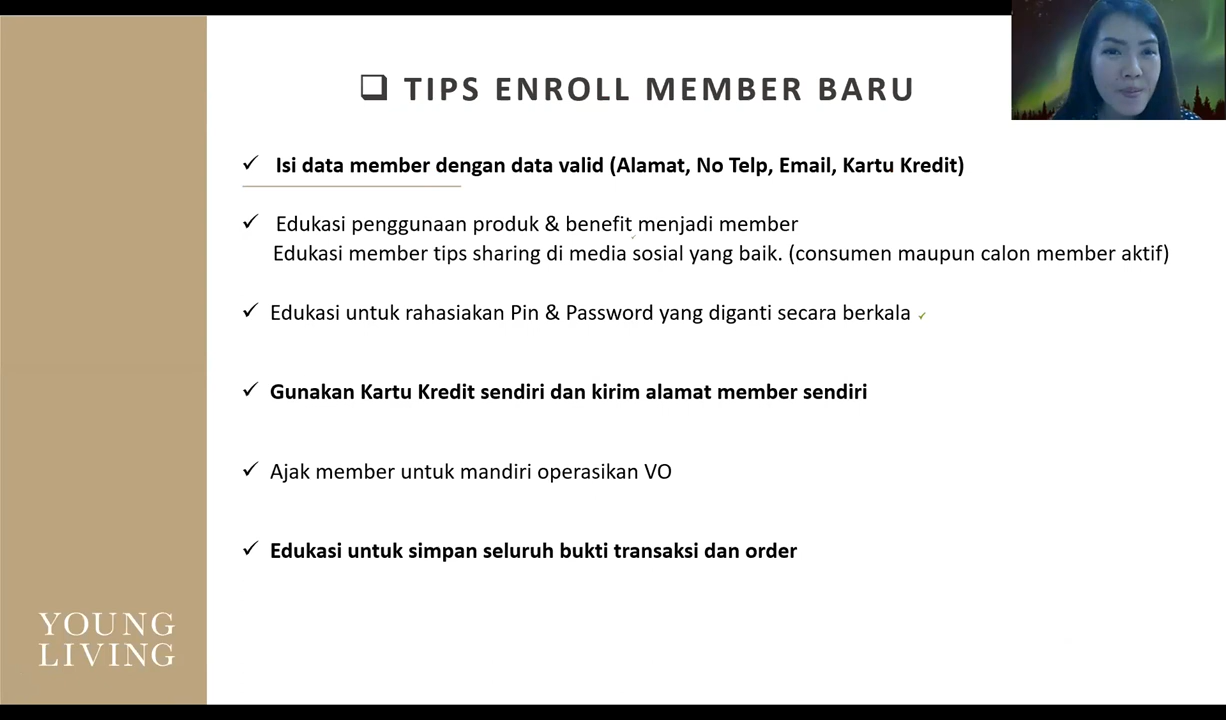 ❑ TIPS ENROLL MEMBER BARU
✓ Isi data member dengan data valid (Alamat, No Telp, Email, Kartu Kredit)
✓ Edukasi penggunaan produk & benefit menjadi member
Edukasi member tips sharing di media sosial yang baik. (consumen maupun calon member aktif)
✓ Edukasi untuk rahasiakan Pin & Password yang diganti secara berkala ✓
✓ Gunakan Kartu Kredit sendiri dan kirim alamat member sendiri
✓ Ajak member untuk mandiri operasikan VO
✓ Edukasi untuk simpan seluruh bukti transaksi dan order
YOUNG
LIVING